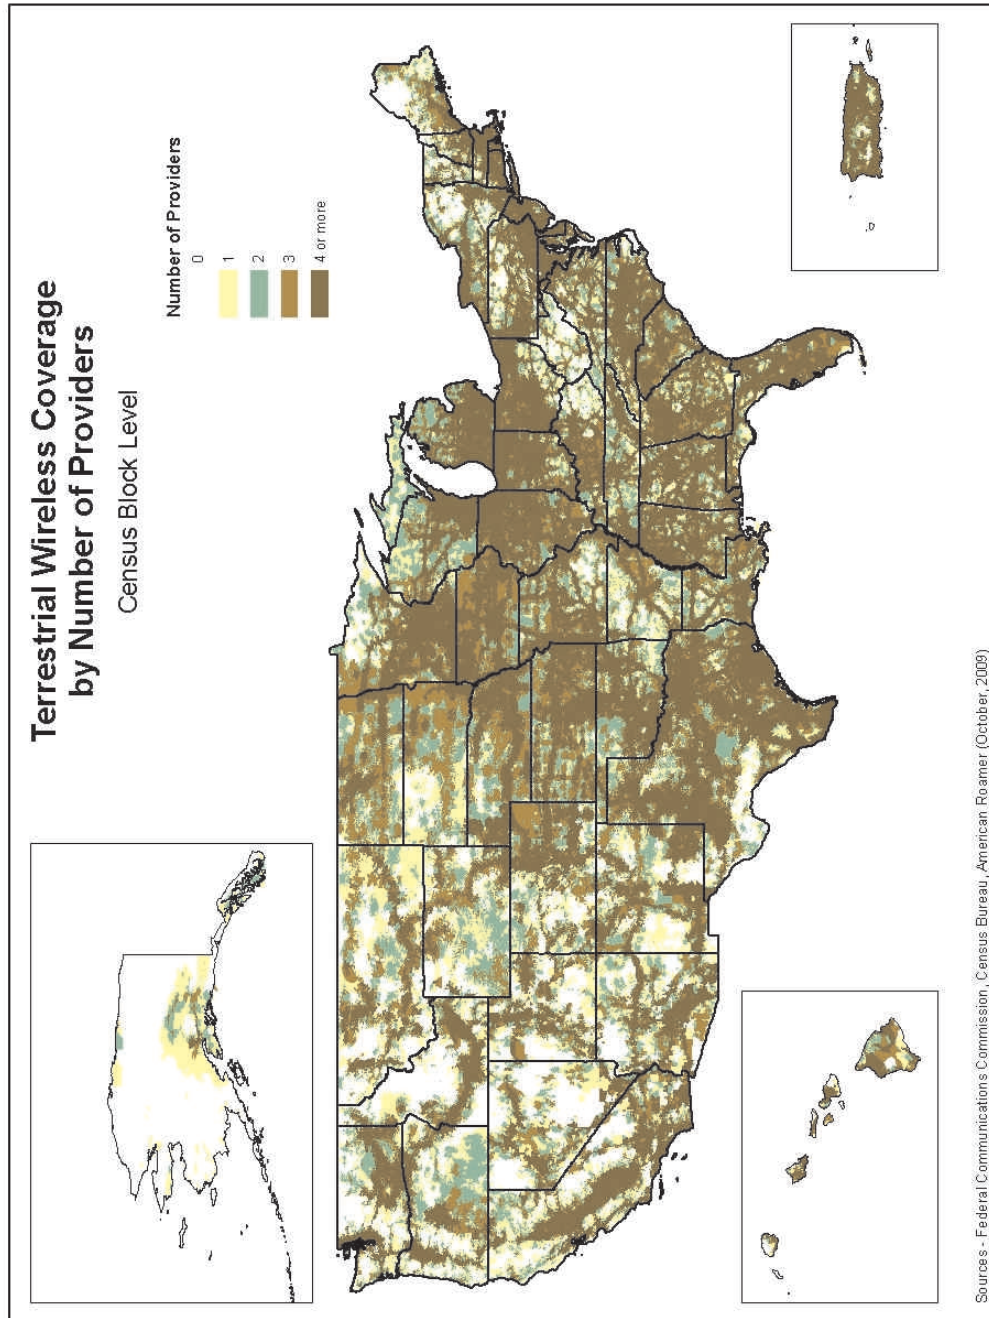 Terrestrial Wireless Coverage
by Number of Providers
Census Block Level
Number of Providers
0
1
2
3
4 or more
Sources - Federal Communications Commission, Census Bureau, American Roamer (October, 2009)